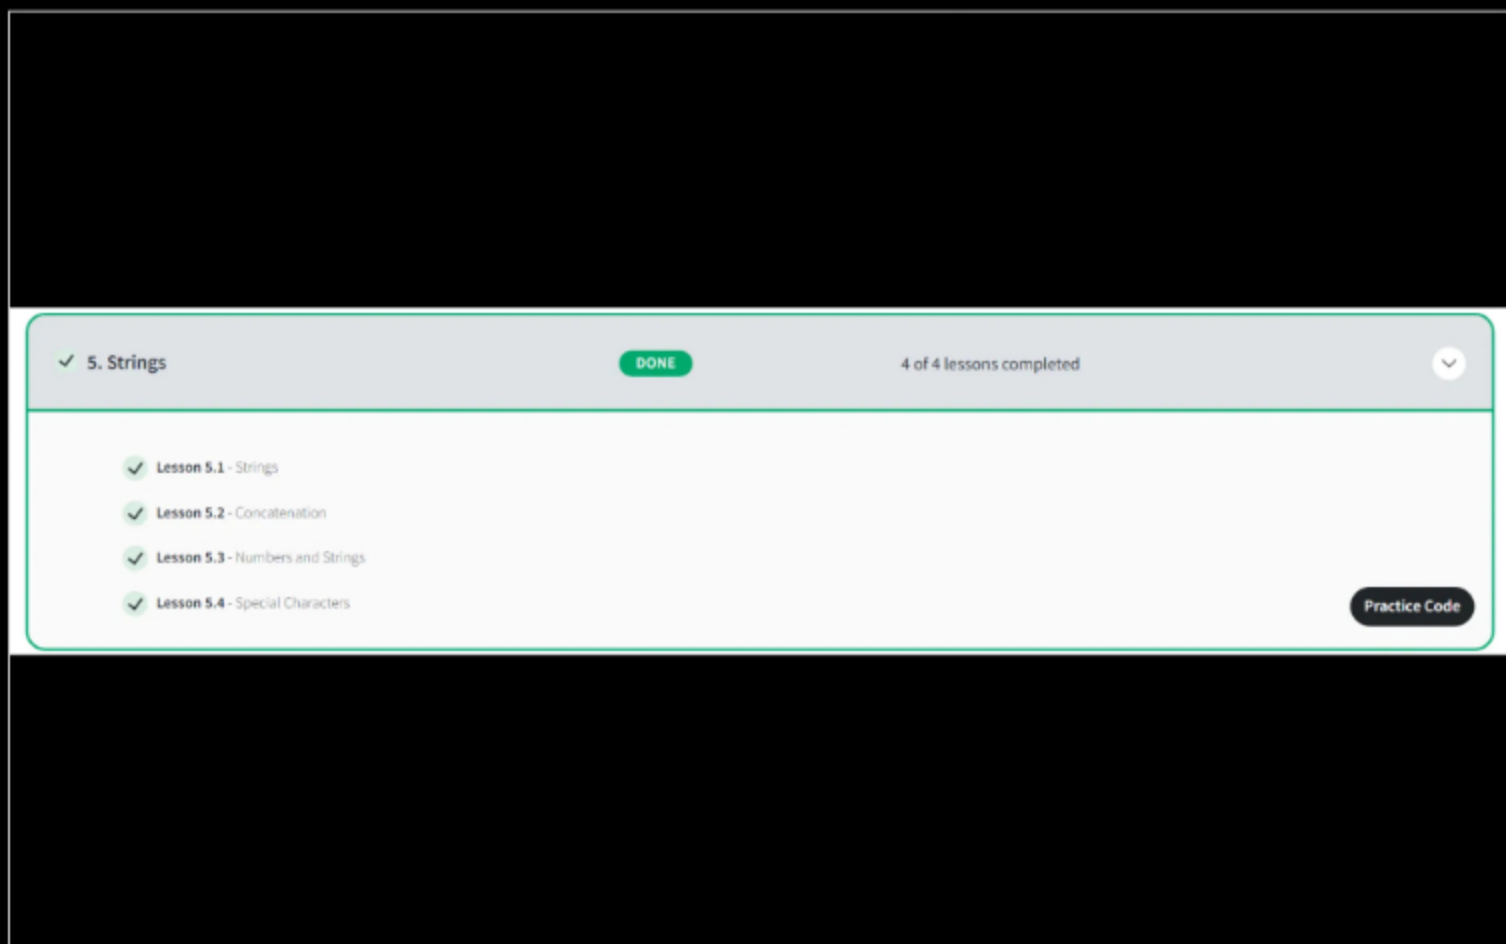 5. Strings
DONE
4 of 4 lessons completed
Lesson 5.1 - Strings
Lesson 5.2 - Concatenation
Lesson 5.3 - Numbers and Strings
Lesson 5.4 - Special Characters
Practice Code